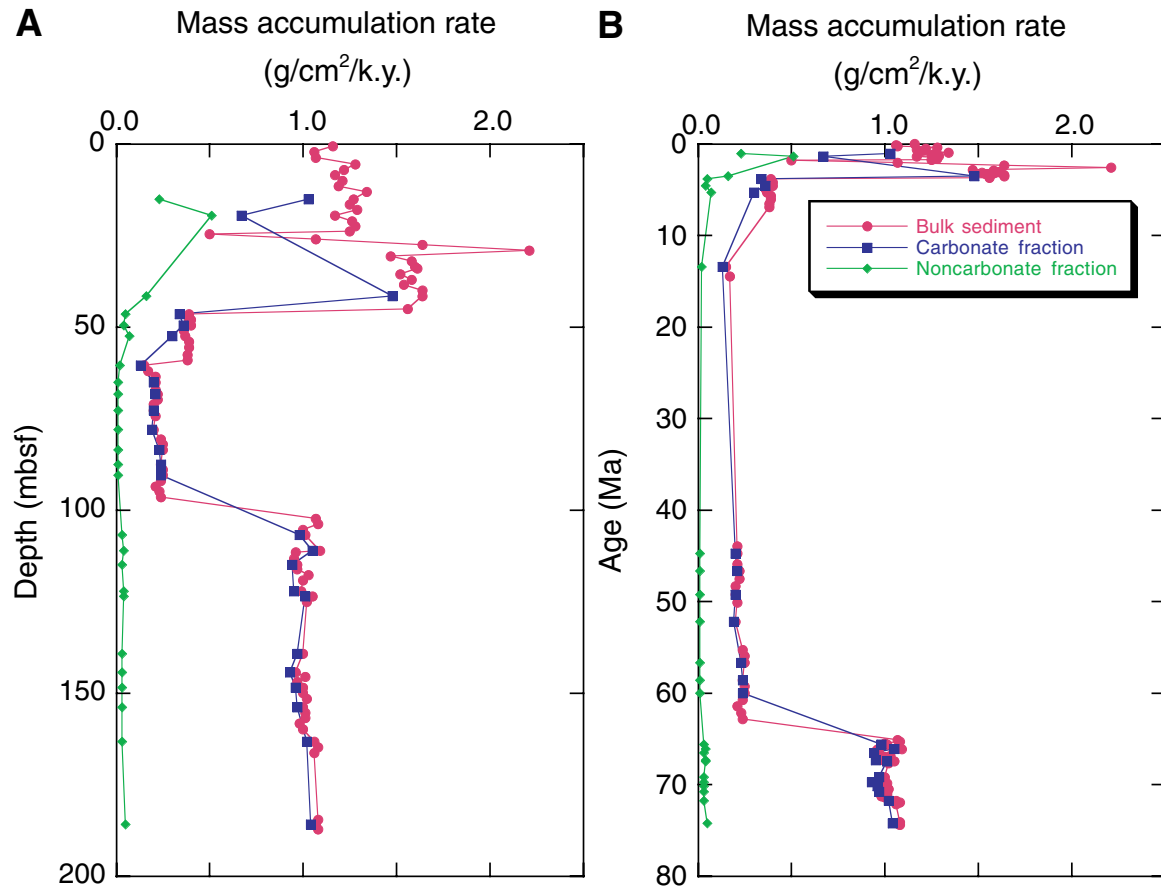 A
Mass accumulation rate
(g/cm²/k.y.)
0.0 1.0 2.0
0
50
100
150
200
Depth (mbsf)
B
Mass accumulation rate
(g/cm²/k.y.)
0.0 1.0 2.0
0
10
20
30
40
50
60
70
80
Age (Ma)
Bulk sediment
Carbonate fraction
Noncarbonate fraction